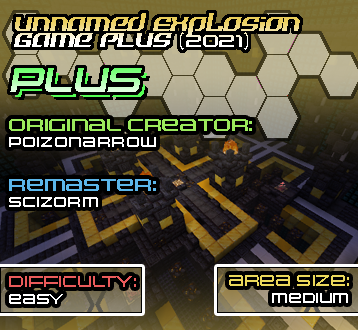 UNNAMED EXPLOSION
GAME PLUS (2021)
PLUS
ORIGINAL CREATOR:
POIZONARROW
REMASTER:
SCIZORM
DIFFICULTY:
EASY
AREA SIZE:
MEDIUM